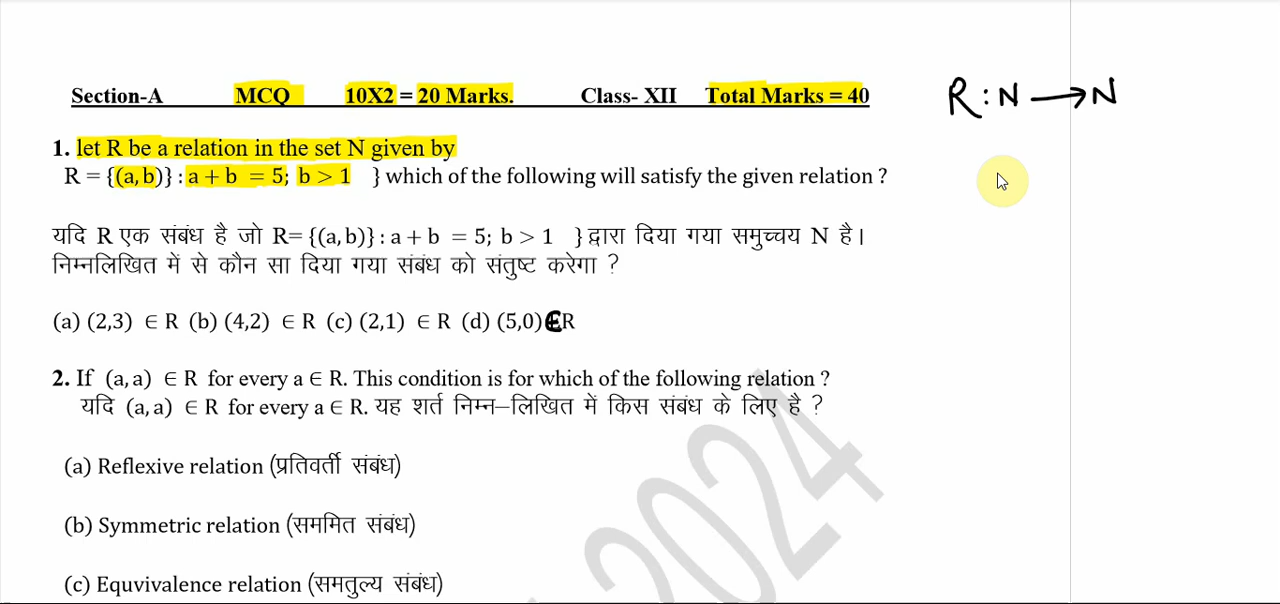 Section-A MCQ 10X2 = 20 Marks. Class- XII Total Marks = 40
R : N → N
1. let R be a relation in the set N given by
R = {(a, b)} : a + b = 5; b > 1 } which of the following will satisfy the given relation ?
यदि R एक संबंध है जो R= {(a, b)} : a + b = 5; b > 1 } द्वारा दिया गया समुच्चय N है।
निम्नलिखित में से कौन सा दिया गया संबंध को संतुष्ट करेगा ?
(a) (2,3) ∈ R (b) (4,2) ∈ R (c) (2,1) ∈ R (d) (5,0) ∈ R
2. If (a, a) ∈ R for every a ∈ R. This condition is for which of the following relation ?
यदि (a, a) ∈ R for every a ∈ R. यह शर्त निम्न–लिखित में किस संबंध के लिए है ?
(a) Reflexive relation (प्रतिवर्ती संबंध)
(b) Symmetric relation (सममित संबंध)
(c) Equvivalence relation (समतुल्य संबंध)
2024